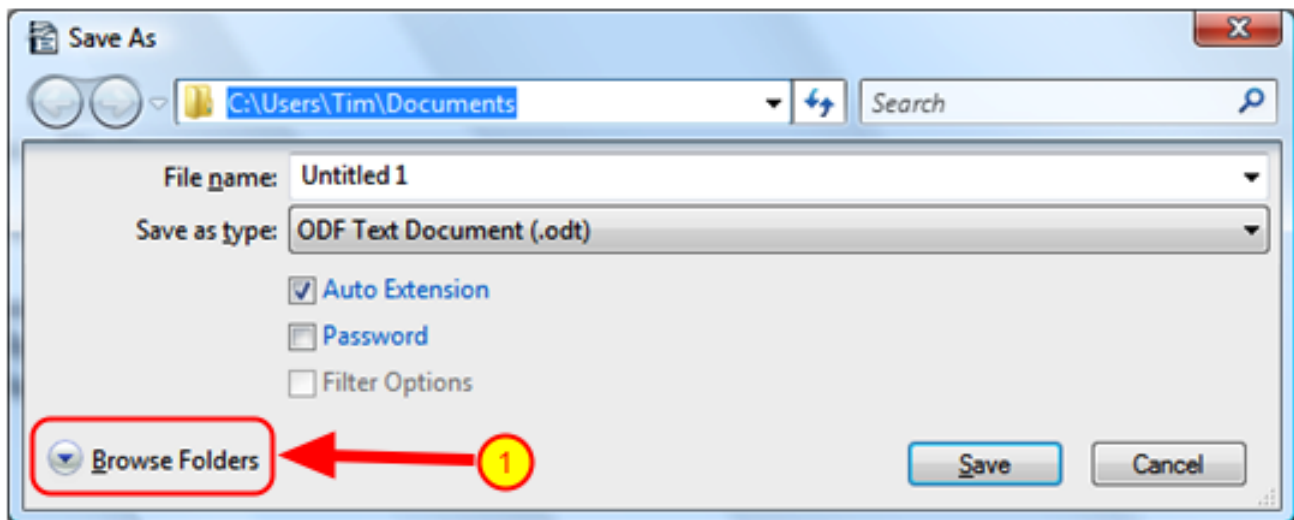 Save As
C:\Users\Tim\Documents
Search
File name: Untitled 1
Save as type: ODF Text Document (.odt)
Auto Extension
Password
Filter Options
Browse Folders
1
Save
Cancel